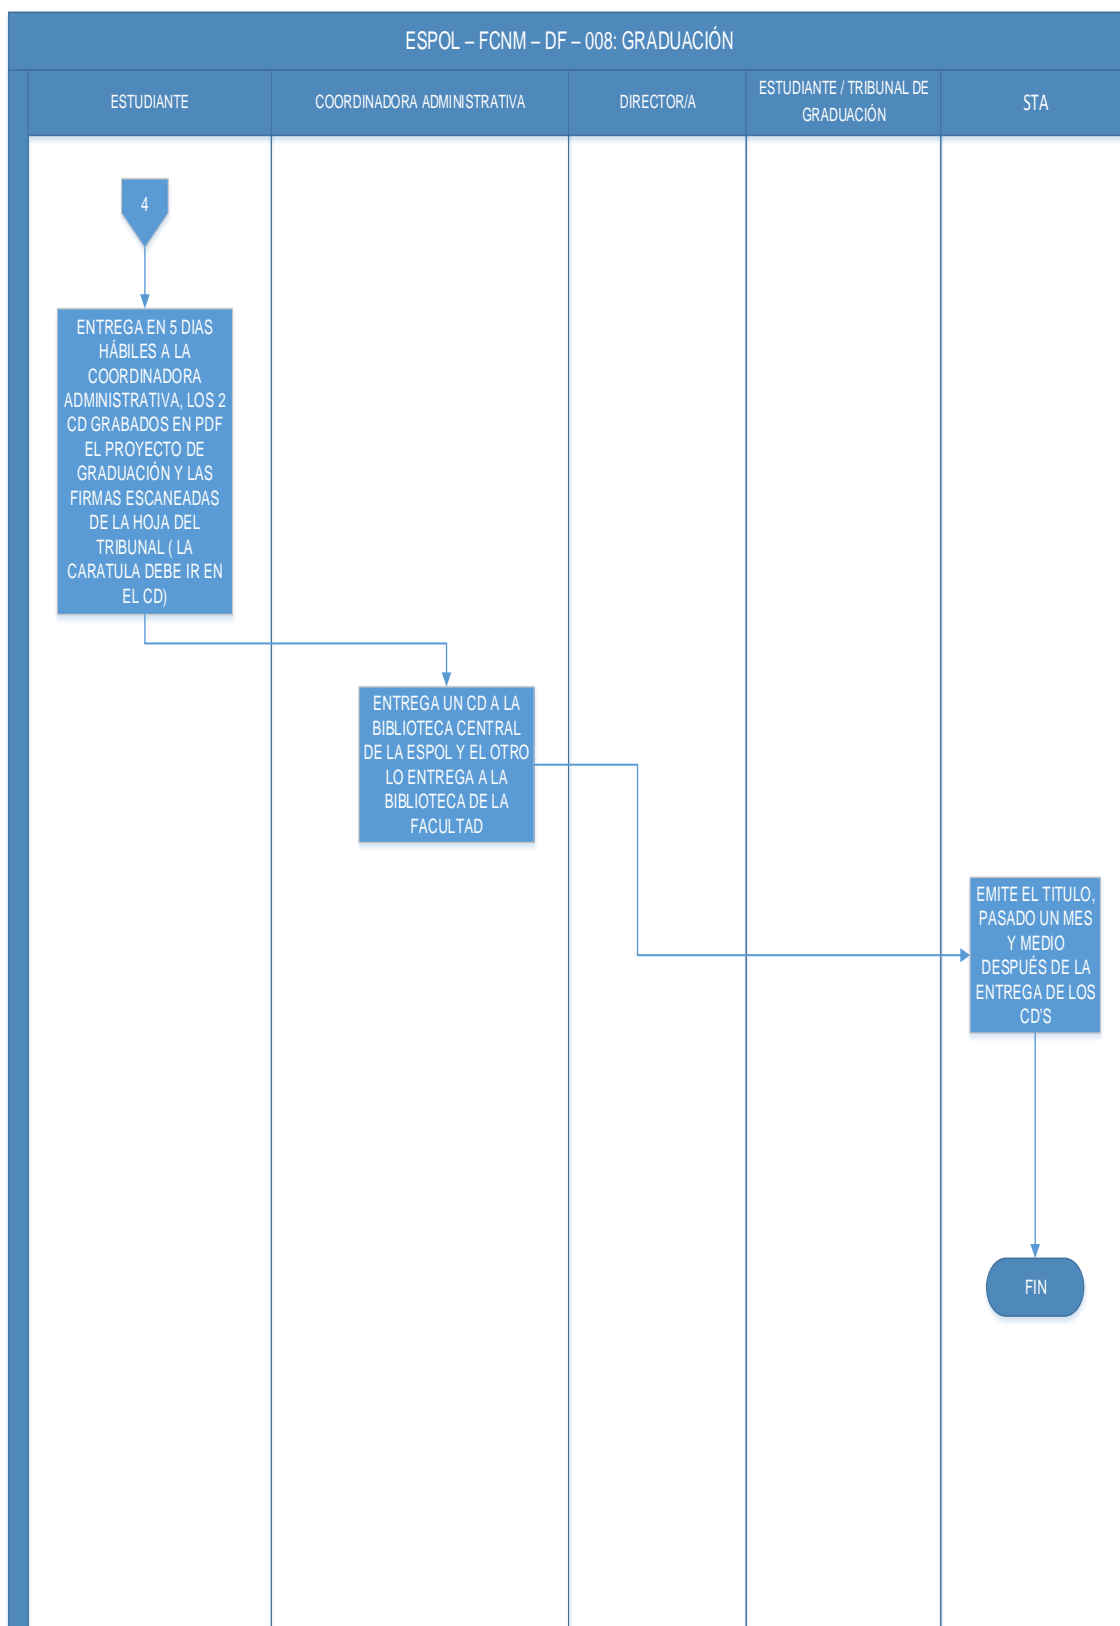 ESPOL – FCNM – DF – 008: GRADUACIÓN
ESTUDIANTE
COORDINADORA ADMINISTRATIVA
DIRECTOR/A
ESTUDIANTE / TRIBUNAL DE
GRADUACIÓN
STA
4
ENTREGA EN 5 DIAS
HÁBILES A LA
COORDINADORA
ADMINISTRATIVA, LOS 2
CD GRABADOS EN PDF
EL PROYECTO DE
GRADUACIÓN Y LAS
FIRMAS ESCANEADAS
DE LA HOJA DEL
TRIBUNAL ( LA
CARATULA DEBE IR EN
EL CD)
ENTREGA UN CD A LA
BIBLIOTECA CENTRAL
DE LA ESPOL Y EL OTRO
LO ENTREGA A LA
BIBLIOTECA DE LA
FACULTAD
EMITE EL TITULO,
PASADO UN MES
Y MEDIO
DESPUÉS DE LA
ENTREGA DE LOS
CD'S
FIN